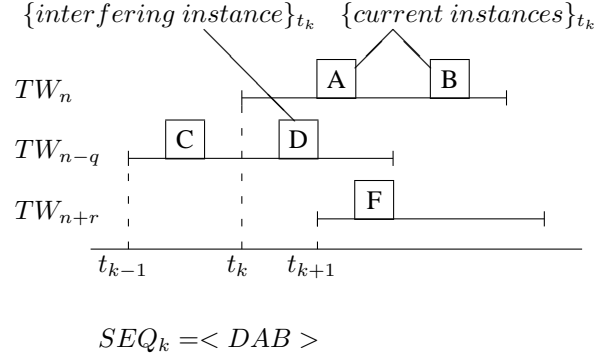 {interfering instance}_{t_k} {current instances}_{t_k}
TW_n A B
TW_{n−q} C D
TW_{n+r} F
t_{k−1} t_k t_{k+1}
SEQ_k =< DAB >